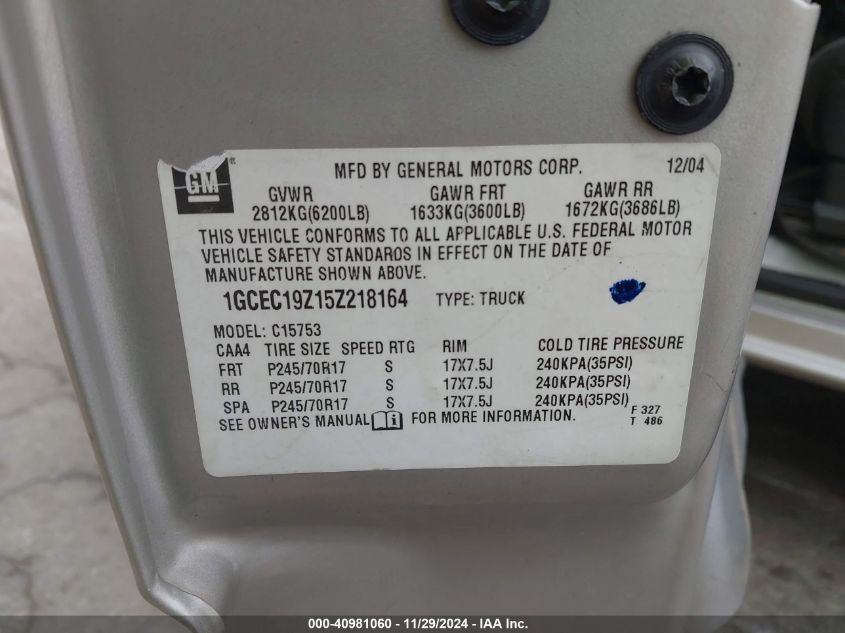 GM ®
MFD BY GENERAL MOTORS CORP. 12/04
GVWR GAWR FRT GAWR RR
2812KG(6200LB) 1633KG(3600LB) 1672KG(3686LB)
THIS VEHICLE CONFORMS TO ALL APPLICABLE U.S. FEDERAL MOTOR
VEHICLE SAFETY STANDARDS IN EFFECT ON THE DATE OF
MANUFACTURE SHOWN ABOVE.
1GCEC19Z15Z218164 TYPE: TRUCK
MODEL: C15753
CAA4 TIRE SIZE SPEED RTG RIM COLD TIRE PRESSURE
FRT P245/70R17 S 17X7.5J 240KPA(35PSI)
RR P245/70R17 S 17X7.5J 240KPA(35PSI)
SPA P245/70R17 S 17X7.5J 240KPA(35PSI)
SEE OWNER'S MANUAL i FOR MORE INFORMATION.
F 327
T 486
000-40981060 — 11/29/2024 — IAA Inc.